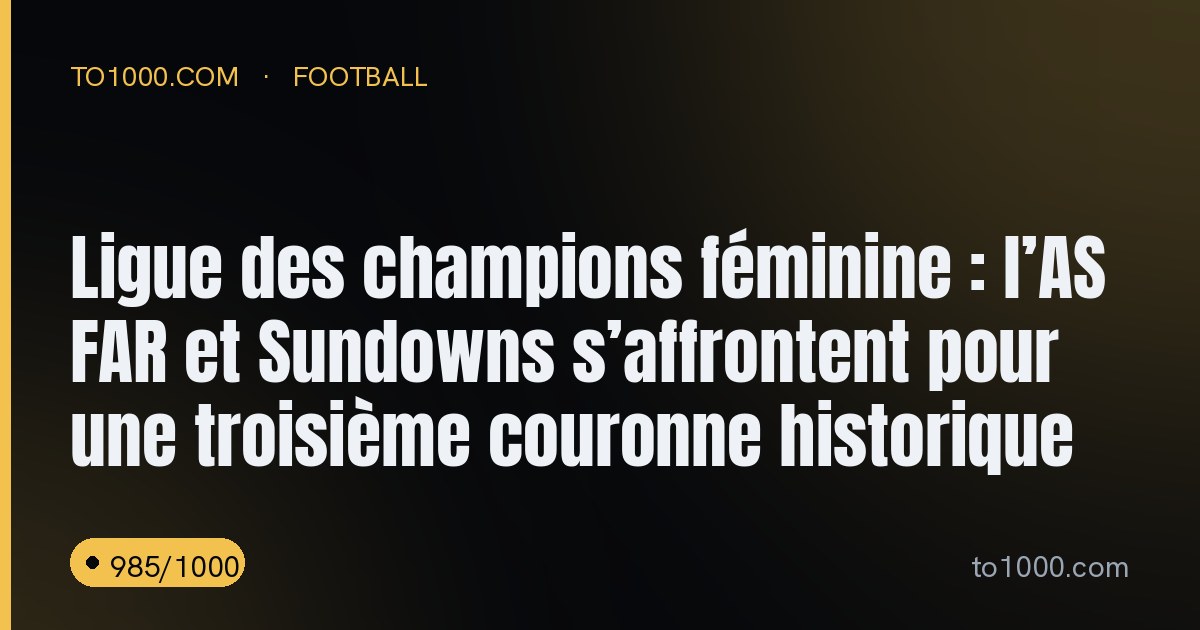 TO1000.COM · FOOTBALL
Ligue des champions féminine : l’AS
FAR et Sundowns s’affrontent pour
une troisième couronne historique
985/1000
to1000.com